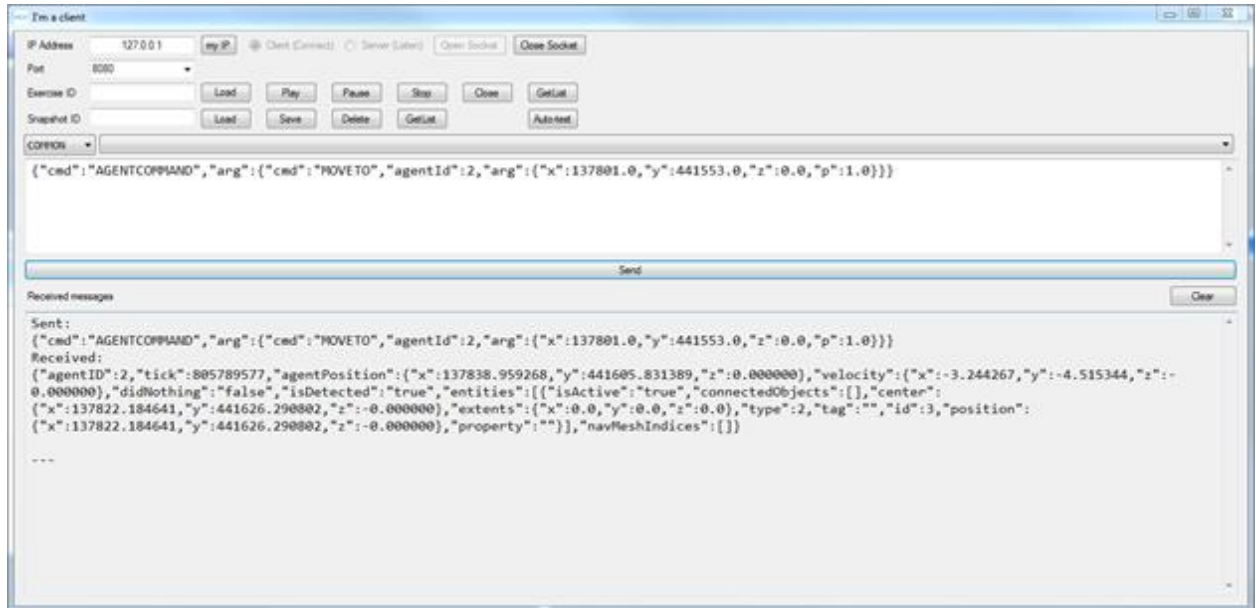 I'm a client
IP Address 127.0.0.1 my IP Client (Connect) Server (Listen) Open Socket Close Socket
Port 8080
Exercise ID Load Play Pause Stop Close GetList
Snapshot ID Load Save Delete GetList Auto-text
COMMON
{"cmd":"AGENTCOMMAND","arg":{"cmd":"MOVETO","agentId":2,"arg":{"x":137801.0,"y":441553.0,"z":0.0,"p":1.0}}}
Send
Received messages Clear
Sent:
{"cmd":"AGENTCOMMAND","arg":{"cmd":"MOVETO","agentId":2,"arg":{"x":137801.0,"y":441553.0,"z":0.0,"p":1.0}}}
Received:
{"agentID":2,"tick":805789577,"agentPosition":{"x":137838.959268,"y":441605.831389,"z":0.000000},"velocity":{"x":-3.244267,"y":-4.515344,"z":-
0.000000},"didNothing":"false","isDetected":"true","entities":[{"isActive":"true","connectedObjects":[],"center":
{"x":137822.184641,"y":441626.290802,"z":-0.000000},"extents":{"x":0.0,"y":0.0,"z":0.0},"type":2,"tag":"","id":3,"position":
{"x":137822.184641,"y":441626.290802,"z":-0.000000},"property":""}],"navMeshIndices":[]}
---